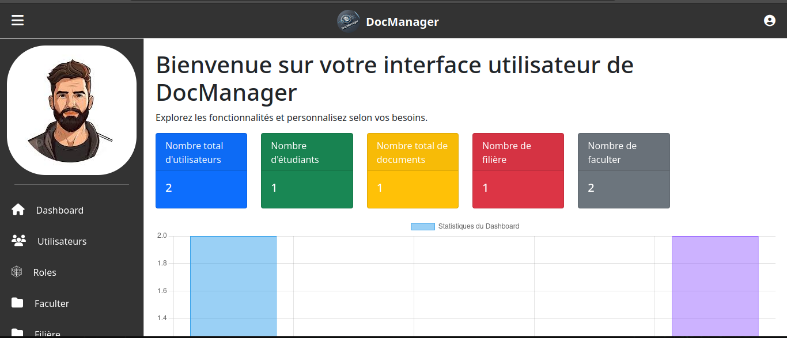 DocManager
Bienvenue sur votre interface utilisateur de
DocManager
Explorez les fonctionnalités et personnalisez selon vos besoins.
Nombre total
d'utilisateurs
2
Nombre
d'étudiants
1
Nombre total de
documents
1
Nombre de
filière
1
Nombre de
faculter
2
Dashboard
Utilisateurs
Roles
Faculter
Filière
Statistiques du Dashboard
2.0
1.8
1.6
1.4